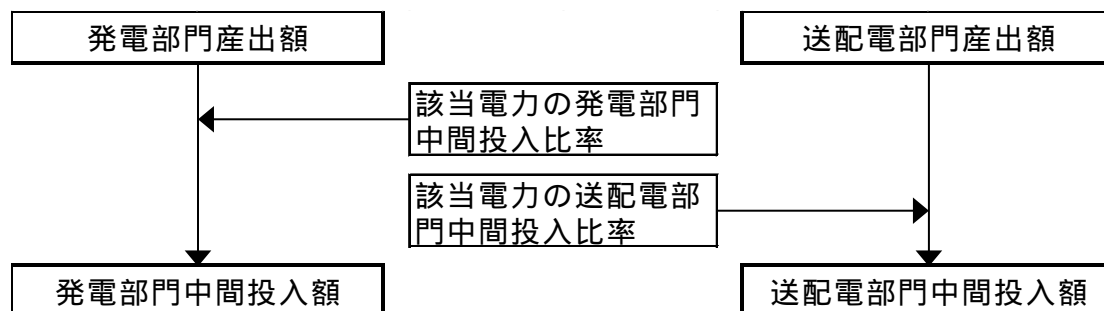 発電部門産出額
送配電部門産出額
該当電力の発電部門
中間投入比率
該当電力の送配電部
門中間投入比率
発電部門中間投入額
送配電部門中間投入額